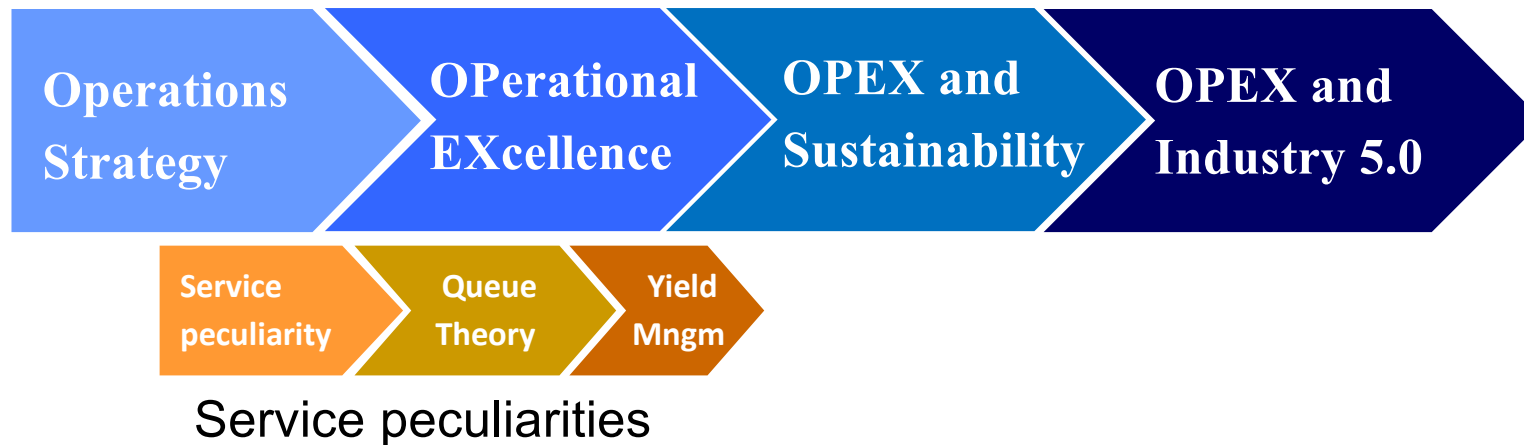 Operations
Strategy
OPerational
EXcellence
OPEX and
Sustainability
OPEX and
Industry 5.0
Service
peculiarity
Queue
Theory
Yield
Mngm
Service peculiarities